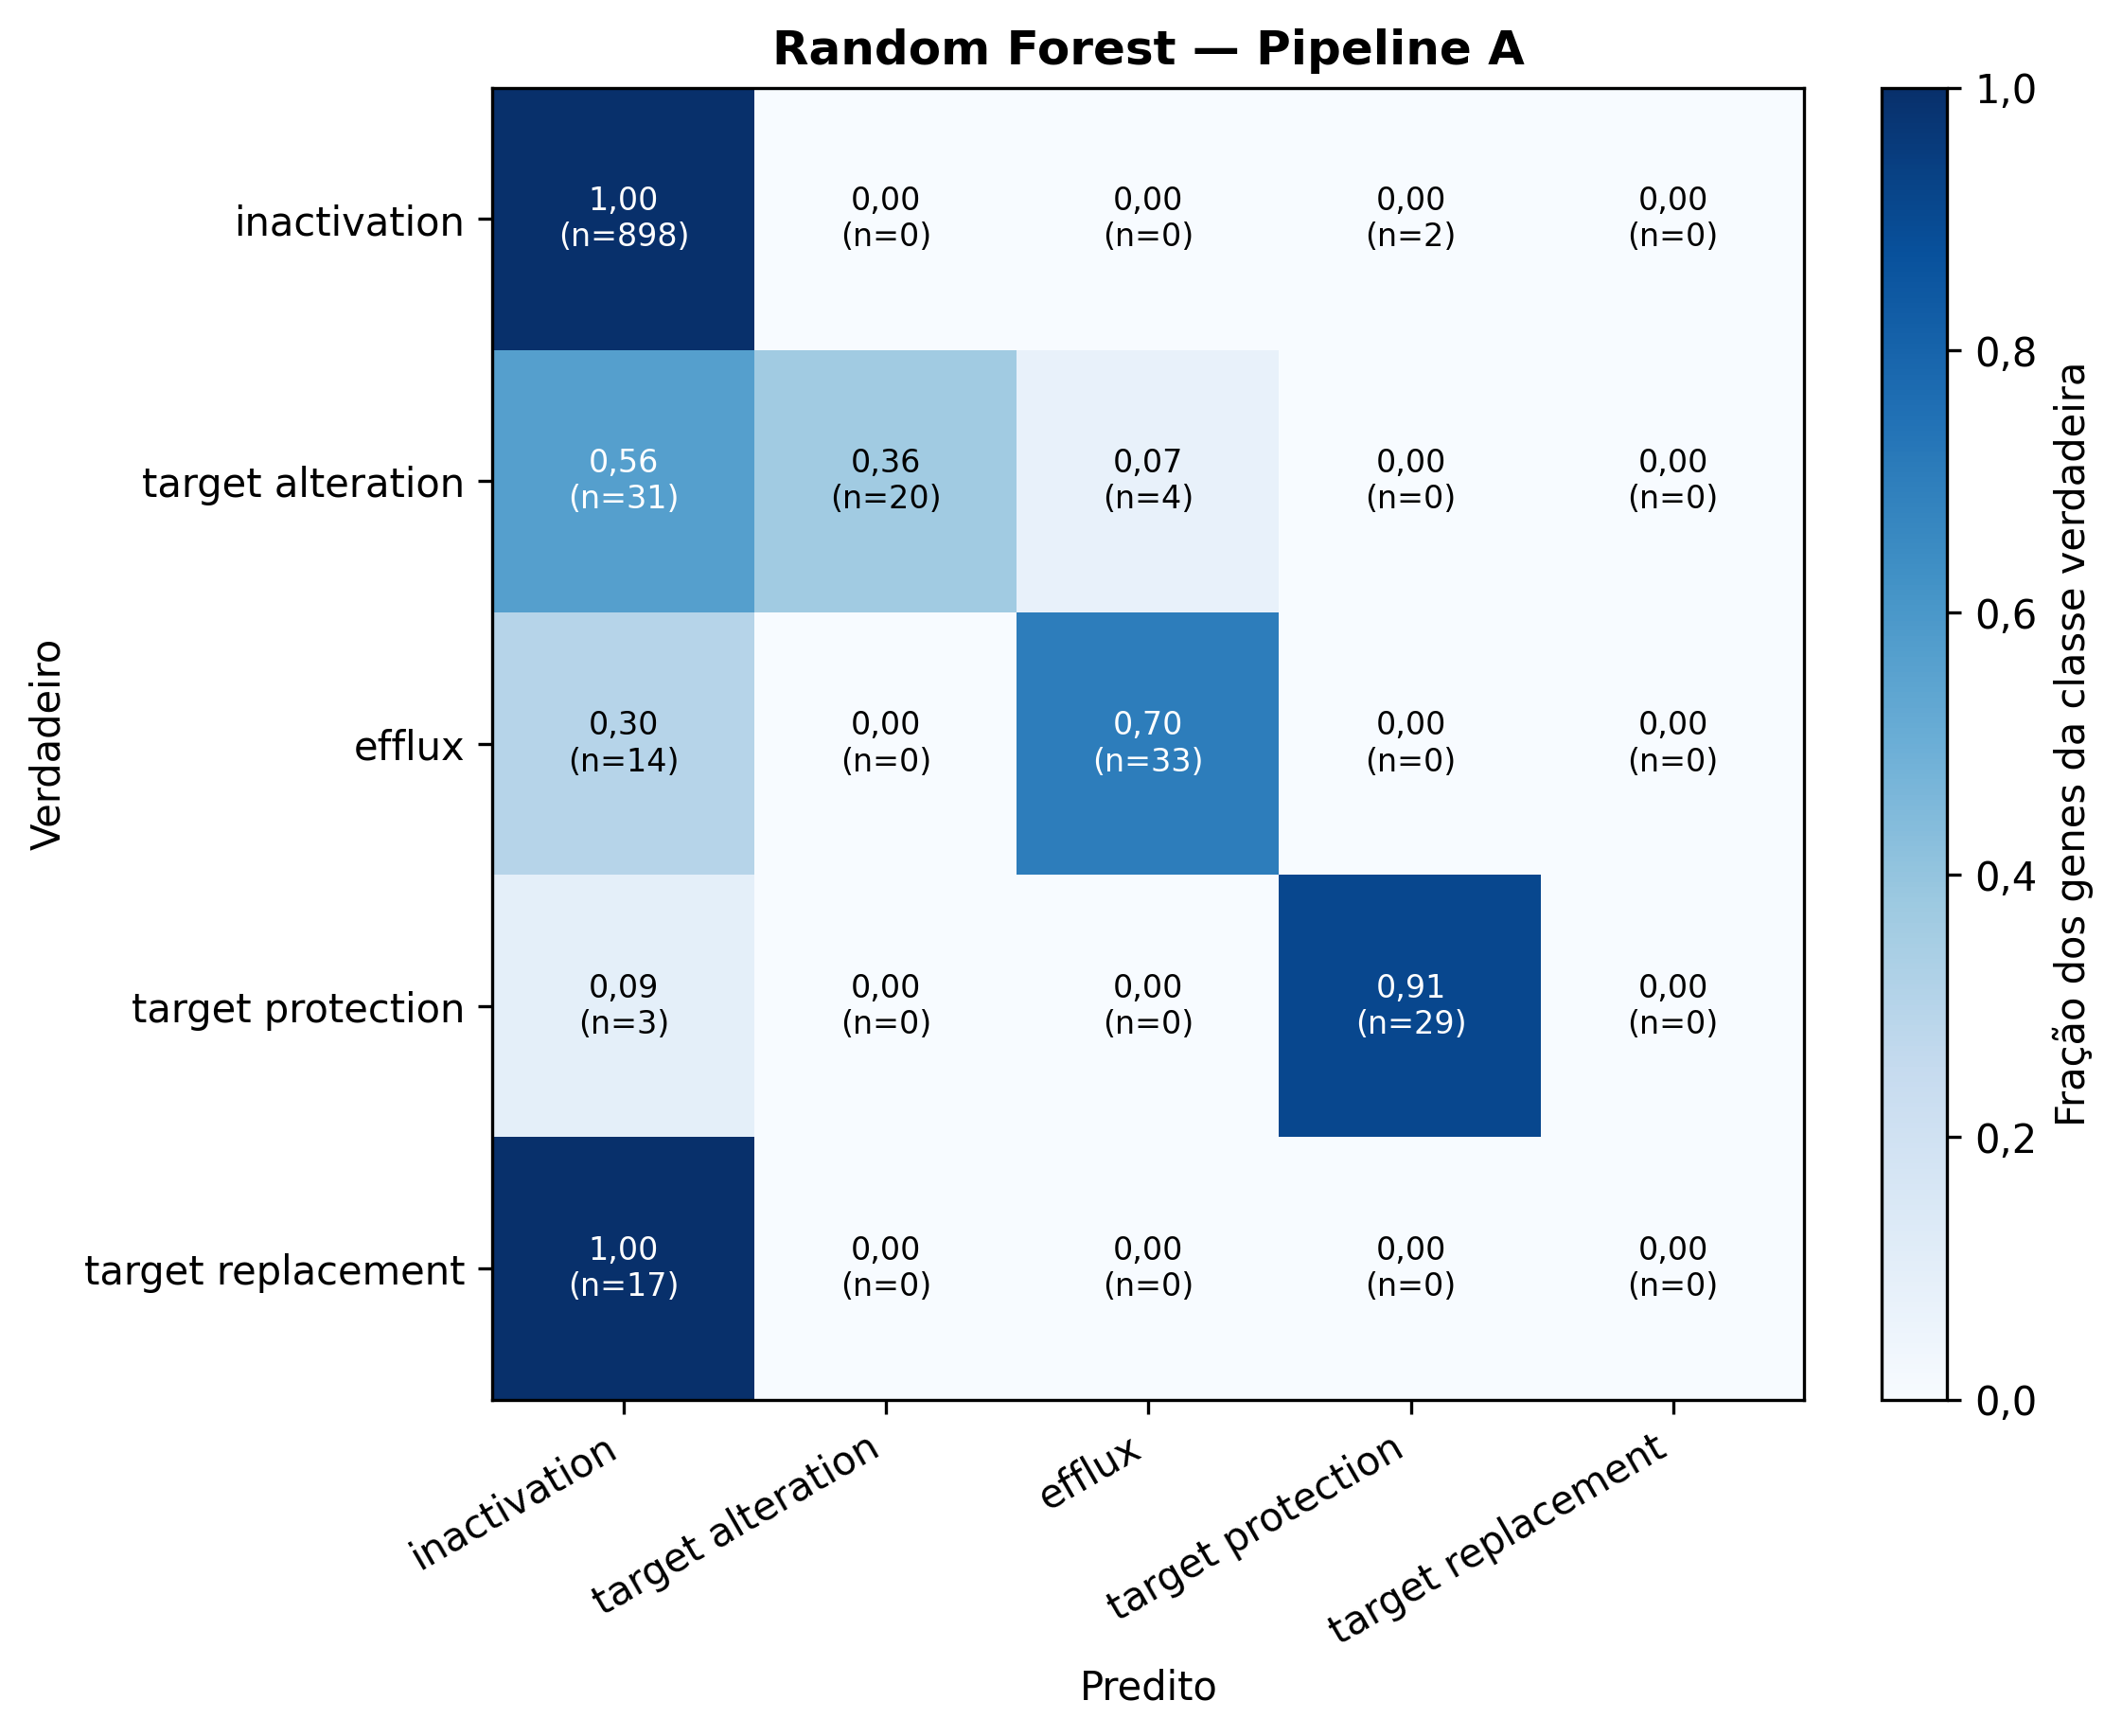 Random Forest — Pipeline A
Verdadeiro
inactivation
1,00
(n=898)
0,00
(n=0)
0,00
(n=0)
0,00
(n=2)
0,00
(n=0)
target alteration
0,56
(n=31)
0,36
(n=20)
0,07
(n=4)
0,00
(n=0)
0,00
(n=0)
efflux
0,30
(n=14)
0,00
(n=0)
0,70
(n=33)
0,00
(n=0)
0,00
(n=0)
target protection
0,09
(n=3)
0,00
(n=0)
0,00
(n=0)
0,91
(n=29)
0,00
(n=0)
target replacement
1,00
(n=17)
0,00
(n=0)
0,00
(n=0)
0,00
(n=0)
0,00
(n=0)
inactivation
target alteration
efflux
target protection
target replacement
Predito
1,0
0,8
0,6
0,4
0,2
0,0
Fração dos genes da classe verdadeira